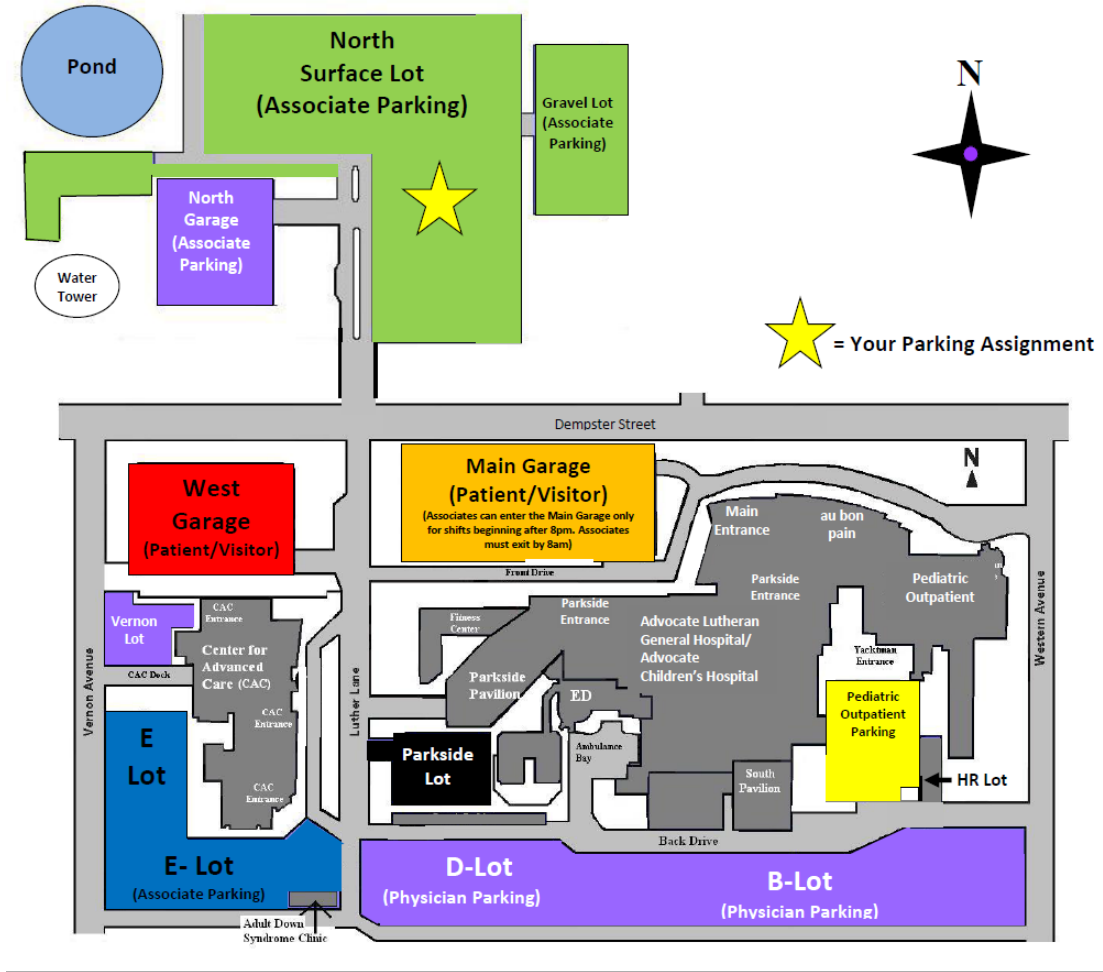 Pond
North
Surface Lot
(Associate Parking)
Gravel Lot
(Associate
Parking)
N
North
Garage
(Associate
Parking)
Water
Tower
= Your Parking Assignment
Dempster Street
West
Garage
(Patient/Visitor)
Main Garage
(Patient/Visitor)
(Associates can enter the Main Garage only
for shifts beginning after 8pm. Associates
must exit by 8am)
N
Main
Entrance
au bon
pain
Front Drive
Parkside
Entrance
Pediatric
Outpatient
Vernon
Lot
CAC
Entrance
Fitness
Center
Parkside
Entrance
Advocate Lutheran
General Hospital/
Advocate
Children's Hospital
Yacktman
Entrance
Western Avenue
Vernon Avenue
CAC Deck
Center for
Advanced
Care (CAC)
Luther Lane
Parkside
Pavilion
ED
CAC
Entrance
Pediatric
Outpatient
Parking
E
Lot
Parkside
Lot
Ambulance
Bay
South
Pavilion
HR Lot
CAC
Entrance
Back Drive
E- Lot
(Associate Parking)
D-Lot
(Physician Parking)
B-Lot
(Physician Parking)
Adult Down
Syndrome Clinic